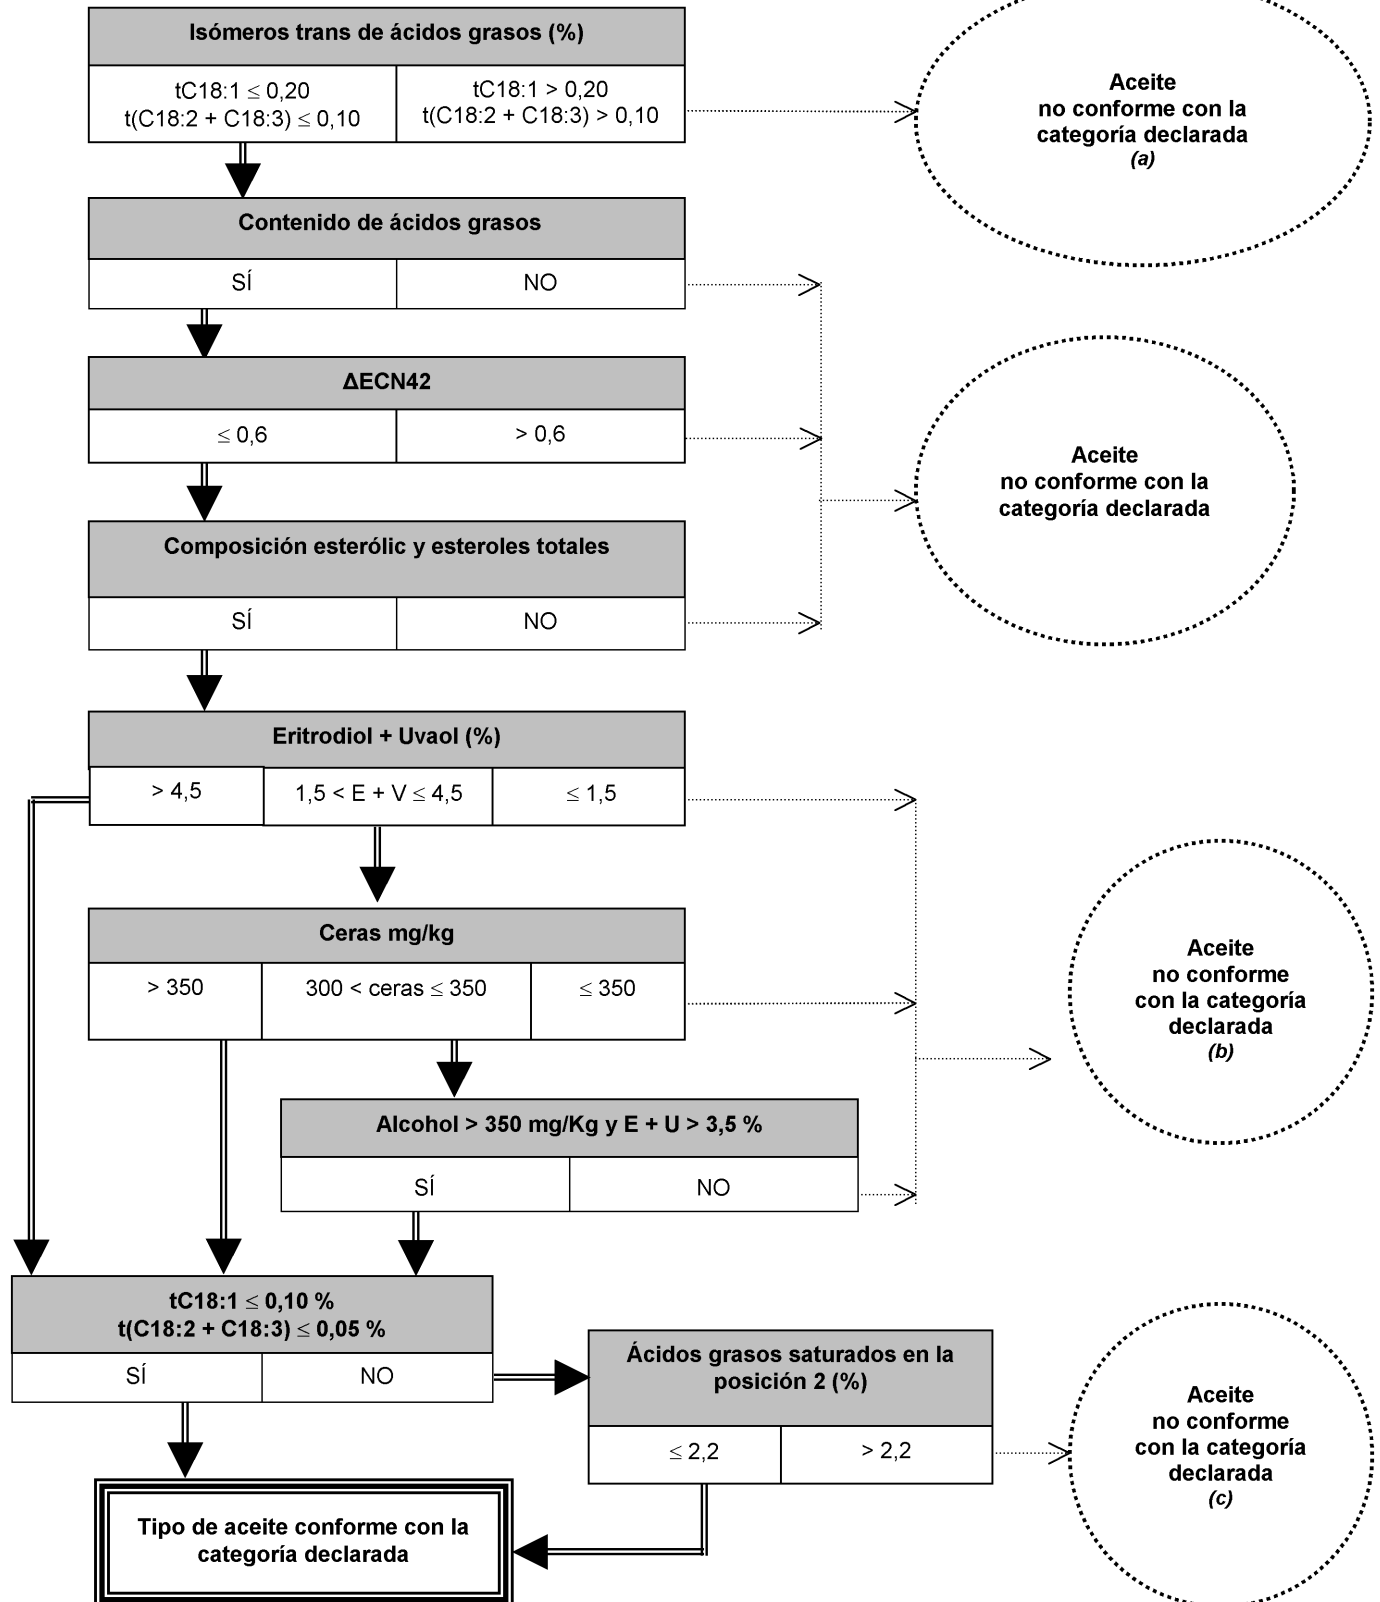 Isómeros trans de ácidos grasos (%)
tC18:1 ≤ 0,20
t(C18:2 + C18:3) ≤ 0,10
tC18:1 > 0,20
t(C18:2 + C18:3) > 0,10
Aceite
no conforme con la
categoría declarada
(a)
Contenido de ácidos grasos
SÍ
NO
ΔECN42
≤ 0,6
> 0,6
Aceite
no conforme con la
categoría declarada
Composición esterólic y esteroles totales
SÍ
NO
Eritrodiol + Uvaol (%)
> 4,5
1,5 < E + V ≤ 4,5
≤ 1,5
Ceras mg/kg
> 350
300 < ceras ≤ 350
≤ 350
Aceite
no conforme
con la categoría
declarada
(b)
Alcohol > 350 mg/Kg y E + U > 3,5 %
SÍ
NO
tC18:1 ≤ 0,10 %
t(C18:2 + C18:3) ≤ 0,05 %
SÍ
NO
Ácidos grasos saturados en la
posición 2 (%)
≤ 2,2
> 2,2
Aceite
no conforme
con la categoría
declarada
(c)
Tipo de aceite conforme con la
categoría declarada